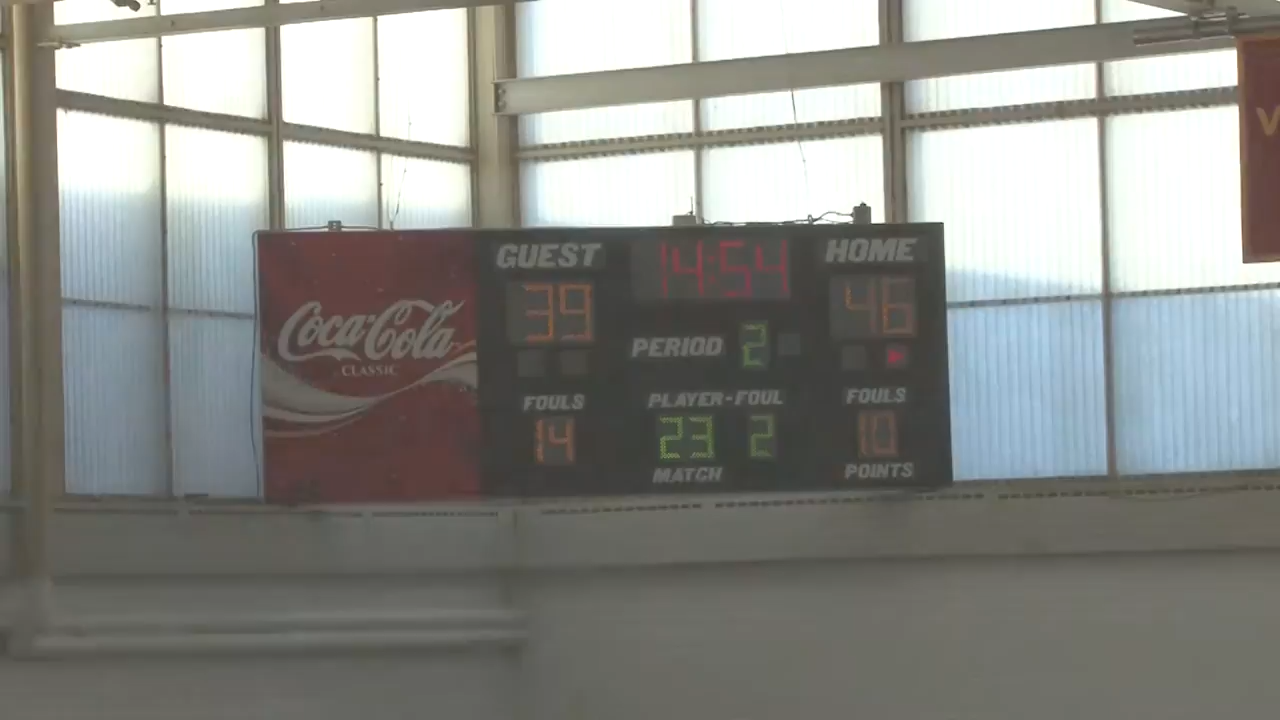 Coca-Cola
CLASSIC
GUEST
14:54
HOME
39
46
PERIOD 2
FOULS
PLAYER-FOUL
FOULS
14
23 2
10
MATCH
POINTS
V